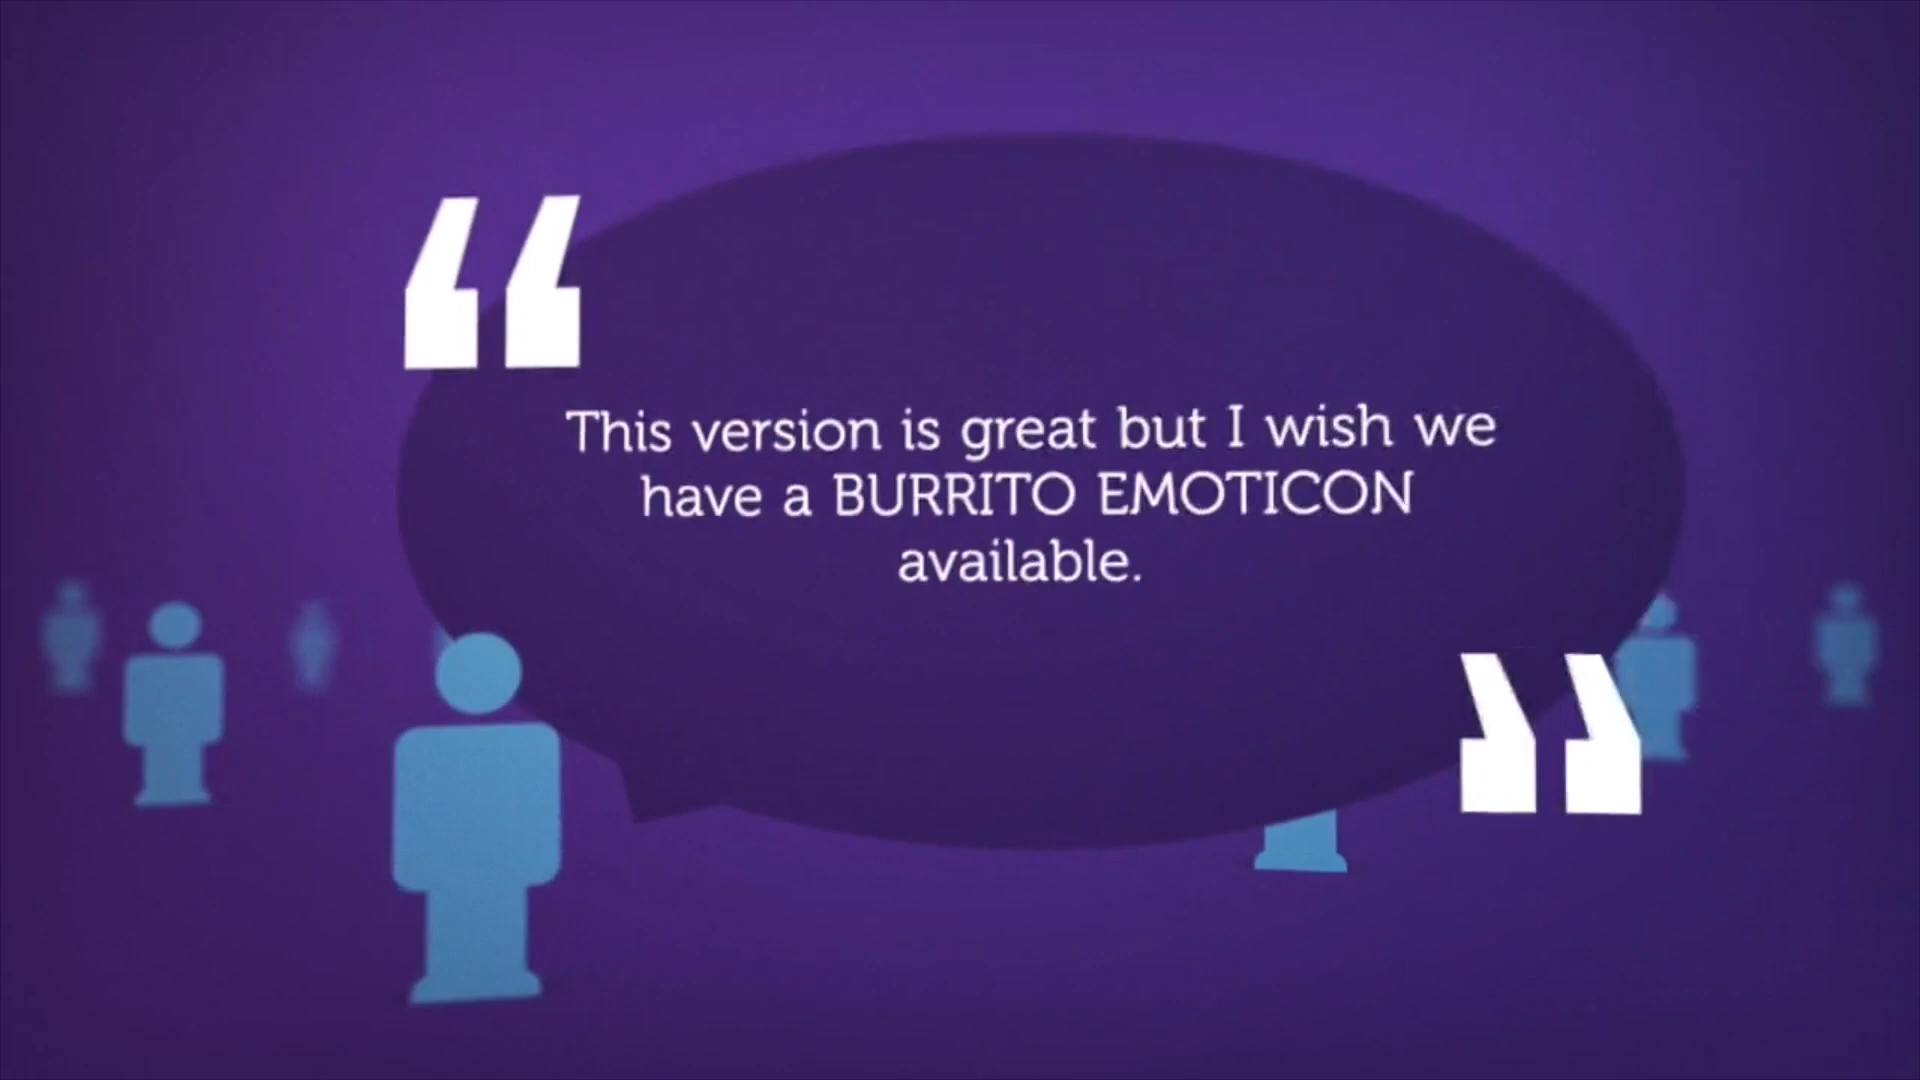 “
This version is great but I wish we
have a BURRITO EMOTICON
available.
”